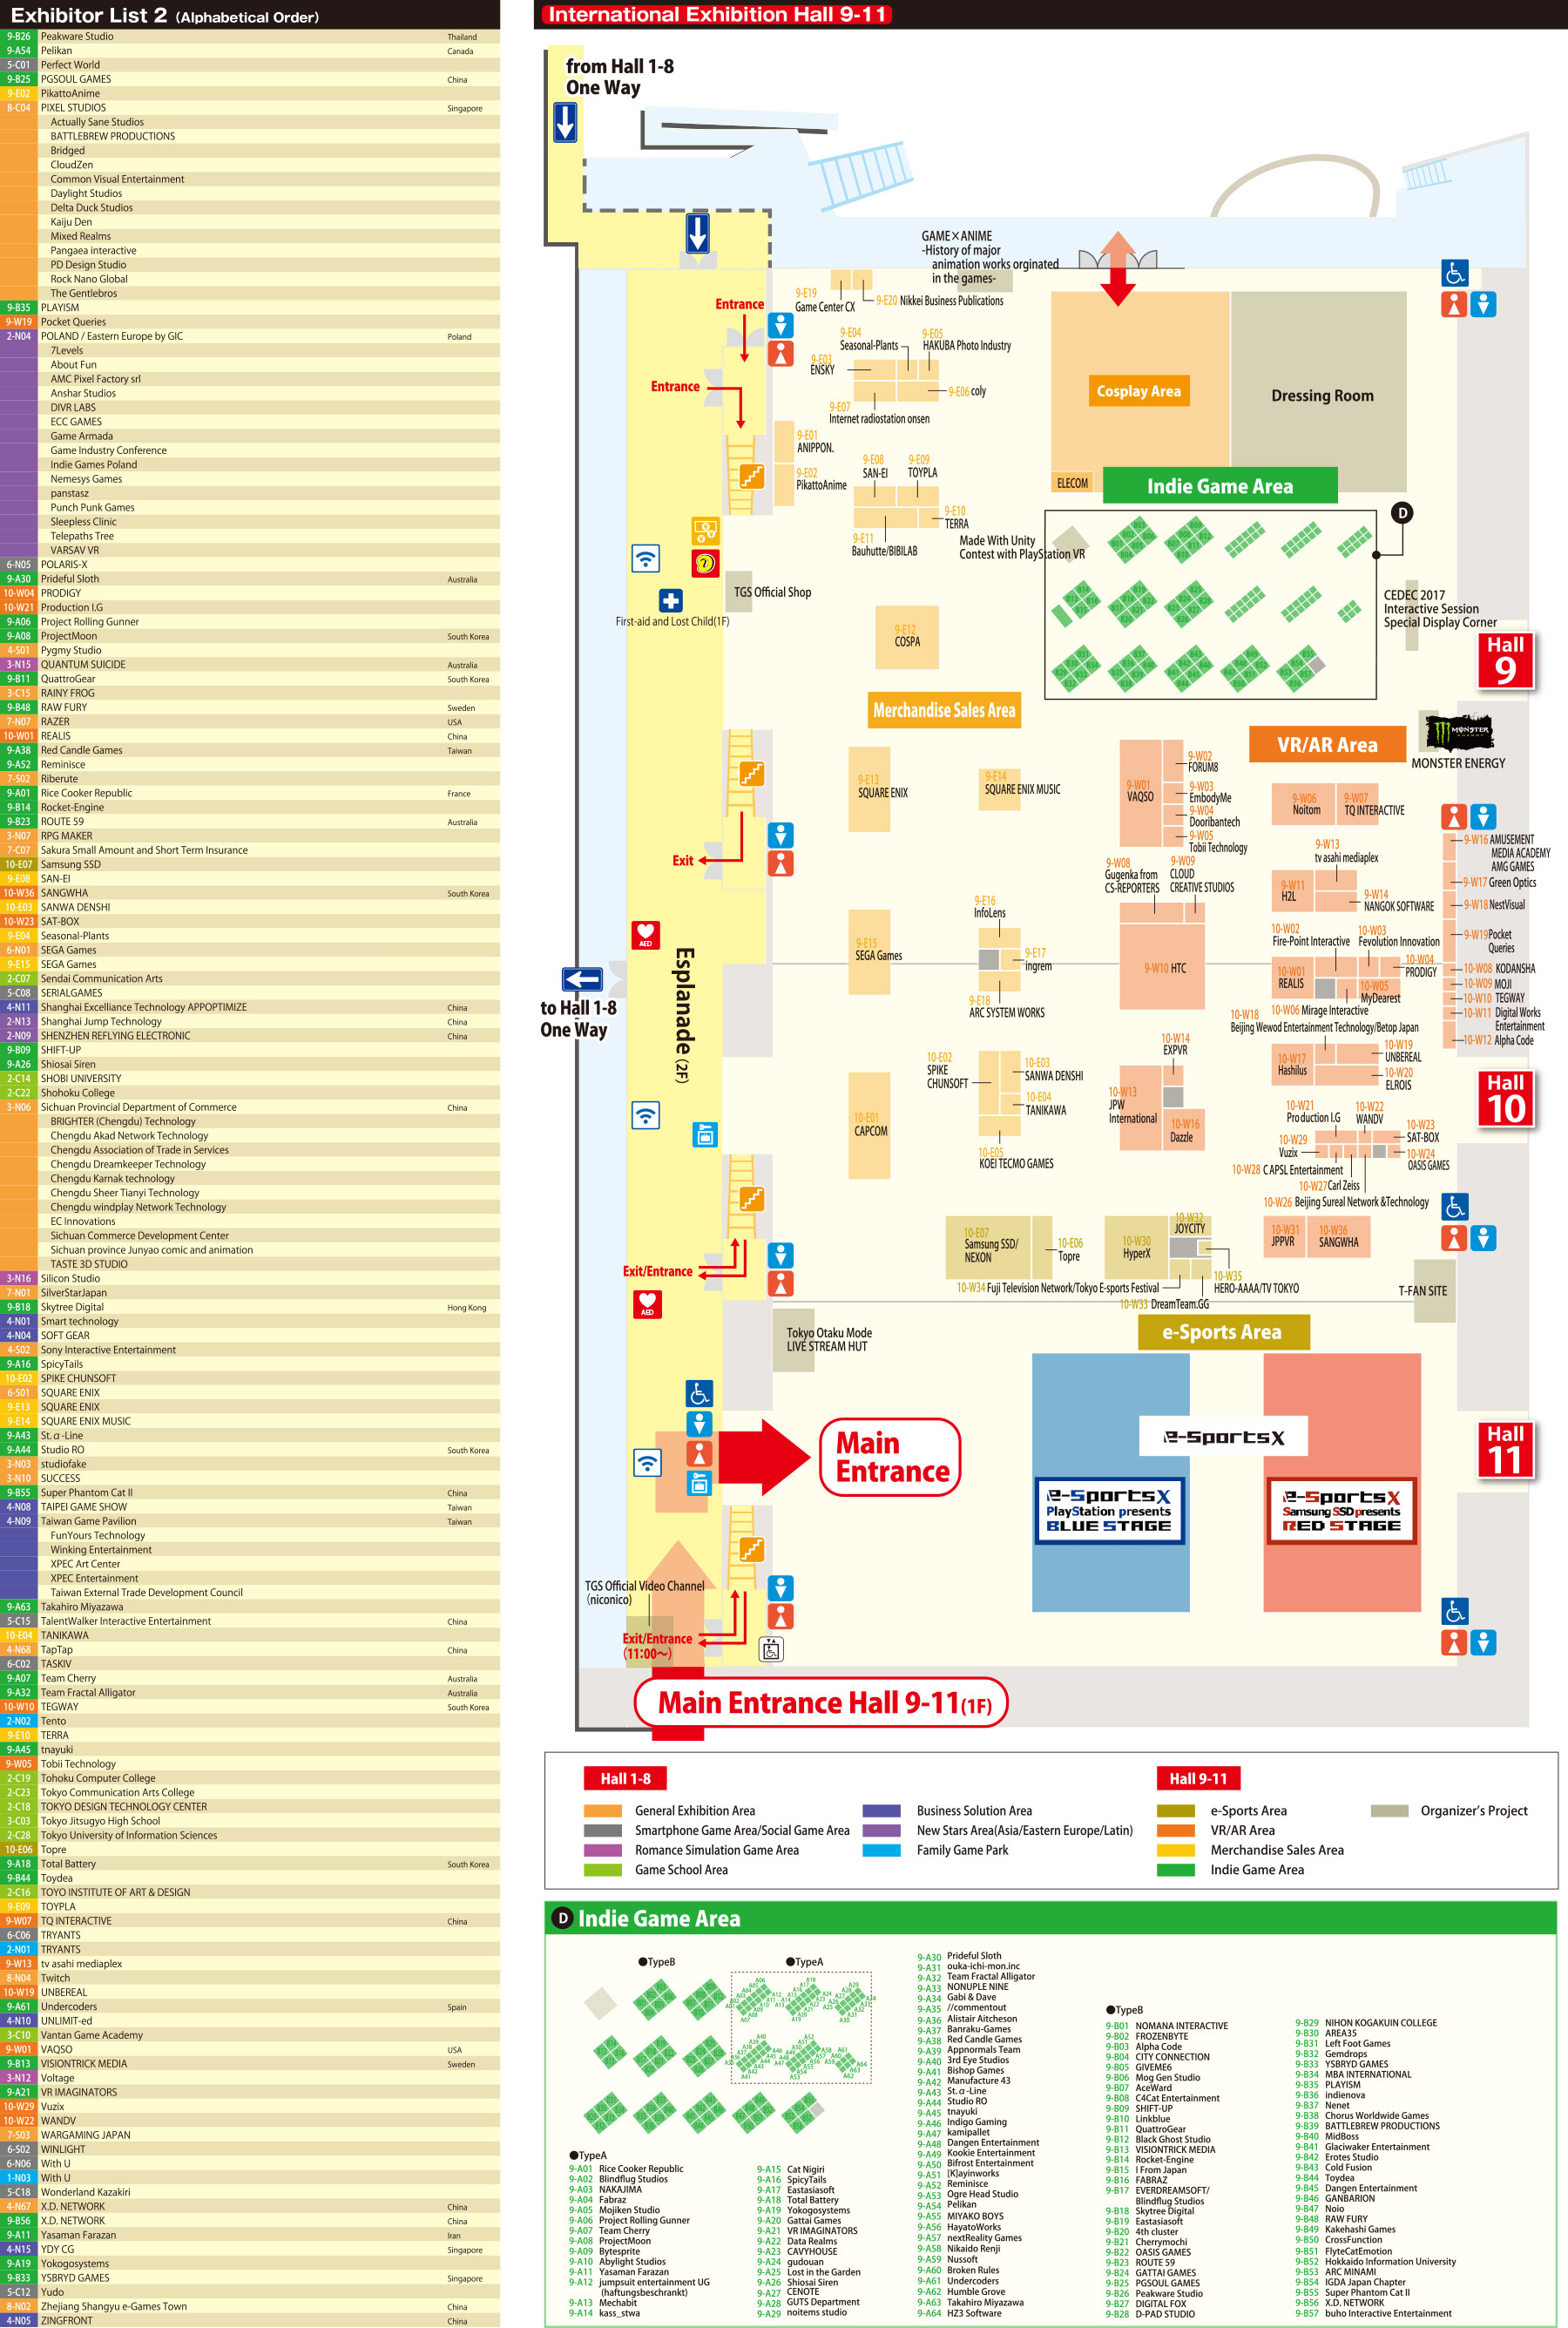 Exhibitor List 2 (Alphabetical Order)
9-B26 Peakware Studio Thailand
9-A54 Pelikan Canada
5-C01 Perfect World
9-B25 PGSOUL GAMES China
9-E02 PikattoAnime
8-C04 PIXEL STUDIOS Singapore
Actually Sane Studios
BATTLEBREW PRODUCTIONS
Bridged
CloudZen
Common Visual Entertainment
Daylight Studios
Delta Duck Studios
Kaiju Den
Mixed Realms
Pangaea interactive
PD Design Studio
Rock Nano Global
The Gentlebros
9-B35 PLAYISM
9-W19 Pocket Queries
2-N04 POLAND / Eastern Europe by GIC Poland
7Levels
About Fun
AMC Pixel Factory srl
Anshar Studios
DIVR LABS
ECC GAMES
Game Armada
Game Industry Conference
Indie Games Poland
Nemesys Games
panstasz
Punch Punk Games
Sleepless Clinic
Telepaths Tree
VARSAV VR
6-N05 POLARIS-X
9-A30 Prideful Sloth Australia
10-W04 PRODIGY
10-W21 Production I.G
9-A06 Project Rolling Gunner
9-A08 ProjectMoon South Korea
4-S01 Pygmy Studio
3-N15 QUANTUM SUICIDE Australia
9-B11 QuattroGear South Korea
3-C15 RAINY FROG
9-B48 RAW FURY Sweden
7-N07 RAZER USA
10-W01 REALIS China
9-A38 Red Candle Games Taiwan
9-A52 Reminisce
7-S02 Riberute
9-A01 Rice Cooker Republic France
9-B14 Rocket-Engine
9-B23 ROUTE 59 Australia
3-N07 RPG MAKER
7-C07 Sakura Small Amount and Short Term Insurance
10-E07 Samsung SSD
9-E08 SAN-EI
10-W36 SANGWHA South Korea
10-E03 SANWA DENSHI
10-W23 SAT-BOX
9-E04 Seasonal-Plants
6-N01 SEGA Games
9-E15 SEGA Games
2-C07 Sendai Communication Arts
5-C08 SERIALGAMES
4-N11 Shanghai Excelliance Technology APPOPTIMIZE China
2-N13 Shanghai Jump Technology China
2-N09 SHENZHEN REFLYING ELECTRONIC China
9-B09 SHIFT-UP
9-A26 Shiosai Siren
2-C14 SHOBI UNIVERSITY
2-C22 Shohoku College
3-N06 Sichuan Provincial Department of Commerce China
BRIGHTER (Chengdu) Technology
Chengdu Akad Network Technology
Chengdu Association of Trade in Services
Chengdu Dreamkeeper Technology
Chengdu Karnak technology
Chengdu Sheer Tianyi Technology
Chengdu windplay Network Technology
EC Innovations
Sichuan Commerce Development Center
Sichuan province Junyao comic and animation
TASTE 3D STUDIO
3-N16 Silicon Studio
7-N01 SilverStarJapan
9-B18 Skytree Digital Hong Kong
4-N01 Smart technology
4-N04 SOFT GEAR
4-S02 Sony Interactive Entertainment
9-A16 SpicyTails
10-E02 SPIKE CHUNSOFT
6-S01 SQUARE ENIX
9-E13 SQUARE ENIX
9-E14 SQUARE ENIX MUSIC
9-A43 St.α-Line
9-A44 Studio RO South Korea
3-N03 studiofake
3-N10 SUCCESS
9-B55 Super Phantom Cat II China
4-N08 TAIPEI GAME SHOW Taiwan
4-N09 Taiwan Game Pavilion Taiwan
FunYours Technology
Winking Entertainment
XPEC Art Center
XPEC Entertainment
Taiwan External Trade Development Council
9-A63 Takahiro Miyazawa
5-C15 TalentWalker Interactive Entertainment China
10-E04 TANIKAWA
4-N68 TapTap China
6-C02 TASKIV
9-A07 Team Cherry Australia
9-A32 Team Fractal Alligator Australia
10-W10 TEGWAY South Korea
2-N02 Tento
9-E10 TERRA
9-A45 tnayuki
9-W05 Tobii Technology
2-C19 Tohoku Computer College
2-C23 Tokyo Communication Arts College
2-C18 TOKYO DESIGN TECHNOLOGY CENTER
3-C03 Tokyo Jitsugyo High School
2-C28 Tokyo University of Information Sciences
10-E06 Topre
9-A18 Total Battery South Korea
9-B44 Toydea
2-C16 TOYO INSTITUTE OF ART & DESIGN
9-E09 TOYPLA
9-W07 TQ INTERACTIVE China
6-C06 TRYANTS
2-N01 TRYANTS
9-W13 tv asahi mediaplex
8-N04 Twitch
10-W19 UNBEREAL
9-A61 Undercoders Spain
4-N10 UNLIMIT-ed
3-C10 Vantan Game Academy
9-W01 VAQSO USA
9-B13 VISIONTRICK MEDIA Sweden
3-N12 Voltage
9-A21 VR IMAGINATORS
10-W29 Vuzix
10-W22 WANDV
7-S03 WARGAMING JAPAN
6-S02 WINLIGHT
6-N06 With U
1-N03 With U
5-C18 Wonderland Kazakiri
4-N67 X.D. NETWORK China
9-B56 X.D. NETWORK China
9-A11 Yasaman Farazan Iran
4-N15 YDY CG Singapore
9-A19 Yokogosystems
9-B33 YSBRYD GAMES Singapore
5-C12 Yudo
8-N02 Zhejiang Shangyu e-Games Town China
4-N05 ZINGFRONT China
International Exhibition Hall 9-11
from Hall 1-8
One Way
GAME×ANIME
-History of major
animation works orginated
in the games-
9-E19
Game Center CX
9-E20 Nikkei Business Publications
Entrance
Entrance
9-E04
Seasonal-Plants
9-E05
HAKUBA Photo Industry
9-E03
ENSKY
9-E06 coly
9-E07
Internet radiostation onsen
9-E01
ANIPPON.
9-E02
PikattoAnime
9-E08
SAN-EI
9-E09
TOYPLA
9-E10
TERRA
9-E11
Bauhutte/BIBILAB
Cosplay Area
Dressing Room
ELECOM
Indie Game Area
D
Made With Unity
Contest with PlayStation VR
TGS Official Shop
First-aid and Lost Child(1F)
9-E12
COSPA
CEDEC 2017
Interactive Session
Special Display Corner
Hall
9
Merchandise Sales Area
VR/AR Area
MONSTER
MONSTER ENERGY
9-E13
SQUARE ENIX
9-E14
SQUARE ENIX MUSIC
9-W01
VAQSO
9-W02
FORUM8
9-W03
EmbodyMe
9-W04
Dooribantech
9-W05
Tobii Technology
9-W06
Noitom
9-W07
TQ INTERACTIVE
Exit
9-W08
Gugenka from
CS-REPORTERS
9-W09
CLOUD
CREATIVE STUDIOS
9-W13
tv asahi mediaplex
9-W11
H2L
9-W14
NANGOK SOFTWARE
9-W16 AMUSEMENT
MEDIA ACADEMY
AMG GAMES
9-W17 Green Optics
9-W18 NestVisual
9-W19 Pocket
Queries
AED
Esplanade (2F)
9-E15
SEGA Games
9-E16
InfoLens
9-E17
ingrem
9-E18
ARC SYSTEM WORKS
9-W10 HTC
10-W02
Fire-Point Interactive
10-W03
Fevolution Innovation
10-W04
PRODIGY
10-W01
REALIS
10-W05
MyDearest
10-W06 Mirage Interactive
10-W08 KODANSHA
10-W09 MOJI
10-W10 TEGWAY
10-W11 Digital Works
Entertainment
10-W12 Alpha Code
to Hall 1-8
One Way
10-W18
Beijing Wewod Entertainment Technology/Betop Japan
10-W17
Hashilus
10-W19
UNBEREAL
10-W20
ELROIS
10-E02
SPIKE
CHUNSOFT
10-E03
SANWA DENSHI
10-E04
TANIKAWA
10-E05
KOEI TECMO GAMES
10-E01
CAPCOM
10-W14
EXPVR
10-W13
JPW
International
10-W16
Dazzle
10-W21
Production I.G
10-W22
WANDV
10-W23
SAT-BOX
10-W24
OASIS GAMES
10-W29
Vuzix
10-W28 CAPSL Entertainment
10-W27 Carl Zeiss
10-W26 Beijing Sureal Network &Technology
Hall
10
10-E07
Samsung SSD/
NEXON
10-E06
Topre
10-W30
HyperX
10-W32
JOYCITY
10-W31
JPPVR
10-W36
SANGWHA
10-W35
HERO-AAAA/TV TOKYO
10-W34 Fuji Television Network/Tokyo E-sports Festival
10-W33 DreamTeam.GG
Exit/Entrance
AED
T-FAN SITE
Tokyo Otaku Mode
LIVE STREAM HUT
e-Sports Area
e-SportsX
e-SportsX
PlayStation presents
BLUE STAGE
e-SportsX
Samsung SSD presents
RED STAGE
Main
Entrance
Hall
11
TGS Official Video Channel
(niconico)
Exit/Entrance
(11:00～)
Main Entrance Hall 9-11(1F)
Hall 1-8
General Exhibition Area
Smartphone Game Area/Social Game Area
Romance Simulation Game Area
Game School Area
Business Solution Area
New Stars Area(Asia/Eastern Europe/Latin)
Family Game Park
Hall 9-11
e-Sports Area
VR/AR Area
Merchandise Sales Area
Indie Game Area
Organizer's Project
D Indie Game Area
●TypeB
●TypeA
●TypeA
9-A01 Rice Cooker Republic
9-A02 Blindflug Studios
9-A03 NAKAJIMA
9-A04 Fabraz
9-A05 Mojiken Studio
9-A06 Project Rolling Gunner
9-A07 Team Cherry
9-A08 ProjectMoon
9-A09 Bytesprite
9-A10 Abylight Studios
9-A11 Yasaman Farazan
9-A12 jumpsuit entertainment UG
(haftungsbeschrankt)
9-A13 Mechabit
9-A14 kass_stwa
9-A15 Cat Nigiri
9-A16 SpicyTails
9-A17 Eastasiasoft
9-A18 Total Battery
9-A19 Yokogosystems
9-A20 Gattai Games
9-A21 VR IMAGINATORS
9-A22 Data Realms
9-A23 CAVYHOUSE
9-A24 gudouan
9-A25 Lost in the Garden
9-A26 Shiosai Siren
9-A27 CENOTE
9-A28 GUTS Department
9-A29 noitems studio
9-A30 Prideful Sloth
9-A31 ouka-ichi-mon.inc
9-A32 Team Fractal Alligator
9-A33 NONUPLE NINE
9-A34 Gabi & Dave
9-A35 //commentout
9-A36 Alistair Aitcheson
9-A37 Banraku-Games
9-A38 Red Candle Games
9-A39 Appnormals Team
9-A40 3rd Eye Studios
9-A41 Bishop Games
9-A42 Manufacture 43
9-A43 St.α-Line
9-A44 Studio RO
9-A45 tnayuki
9-A46 Indigo Gaming
9-A47 kamipallet
9-A48 Dangen Entertainment
9-A49 Kookie Entertainment
9-A50 Bifrost Entertainment
9-A51 [K]ayinworks
9-A52 Reminisce
9-A53 Ogre Head Studio
9-A54 Pelikan
9-A55 MIYAKO BOYS
9-A56 HayatoWorks
9-A57 nextReality Games
9-A58 Nikaido Renji
9-A59 Nussoft
9-A60 Broken Rules
9-A61 Undercoders
9-A62 Humble Grove
9-A63 Takahiro Miyazawa
9-A64 HZ3 Software
●TypeB
9-B01 NOMANA INTERACTIVE
9-B02 FROZENBYTE
9-B03 Alpha Code
9-B04 CITY CONNECTION
9-B05 GIVEME6
9-B06 Mog Gen Studio
9-B07 AceWard
9-B08 C4Cat Entertainment
9-B09 SHIFT-UP
9-B10 Linkblue
9-B11 QuattroGear
9-B12 Black Ghost Studio
9-B13 VISIONTRICK MEDIA
9-B14 Rocket-Engine
9-B15 I From Japan
9-B16 FABRAZ
9-B17 EVERDREAMSOFT/
Blindflug Studios
9-B18 Skytree Digital
9-B19 Eastasiasoft
9-B20 4th cluster
9-B21 Cherrymochi
9-B22 OASIS GAMES
9-B23 ROUTE 59
9-B24 GATTAI GAMES
9-B25 PGSOUL GAMES
9-B26 Peakware Studio
9-B27 DIGITAL FOX
9-B28 D-PAD STUDIO
9-B29 NIHON KOGAKUIN COLLEGE
9-B30 AREA35
9-B31 Left Foot Games
9-B32 Gemdrops
9-B33 YSBRYD GAMES
9-B34 MBA INTERNATIONAL
9-B35 PLAYISM
9-B36 indienova
9-B37 Nenet
9-B38 Chorus Worldwide Games
9-B39 BATTLEBREW PRODUCTIONS
9-B40 MidBoss
9-B41 Glaciwaker Entertainment
9-B42 Erotes Studio
9-B43 Cold Fusion
9-B44 Toydea
9-B45 Dangen Entertainment
9-B46 GANBARION
9-B47 Noio
9-B48 RAW FURY
9-B49 Kakehashi Games
9-B50 CrossFunction
9-B51 FlyteCatEmotion
9-B52 Hokkaido Information University
9-B53 ARC MINAMI
9-B54 IGDA Japan Chapter
9-B55 Super Phantom Cat II
9-B56 X.D. NETWORK
9-B57 buho Interactive Entertainment